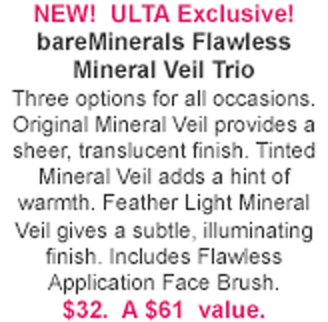 NEW! ULTA Exclusive!
bareMinerals Flawless
Mineral Veil Trio
Three options for all occasions.
Original Mineral Veil provides a
sheer, translucent finish. Tinted
Mineral Veil adds a hint of
warmth. Feather Light Mineral
Veil gives a subtle, illuminating
finish. Includes Flawless
Application Face Brush.
$32. A $61 value.